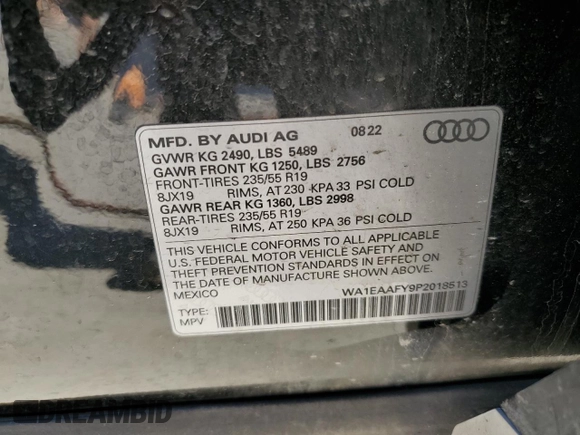 MFD. BY AUDI AG 0822
GVWR KG 2490, LBS 5489
GAWR FRONT KG 1250, LBS 2756
FRONT-TIRES 235/55 R19
8JX19 RIMS, AT 230 KPA 33 PSI COLD
GAWR REAR KG 1360, LBS 2998
REAR-TIRES 235/55 R19
8JX19 RIMS, AT 250 KPA 36 PSI COLD
THIS VEHICLE CONFORMS TO ALL APPLICABLE
U.S. FEDERAL MOTOR VEHICLE SAFETY AND
THEFT PREVENTION STANDARDS IN EFFECT ON
THE DATE OF MANUFACTURE SHOWN ABOVE.
MEXICO WA1EAAFY9P2018513
TYPE:
MPV
DREAMBID